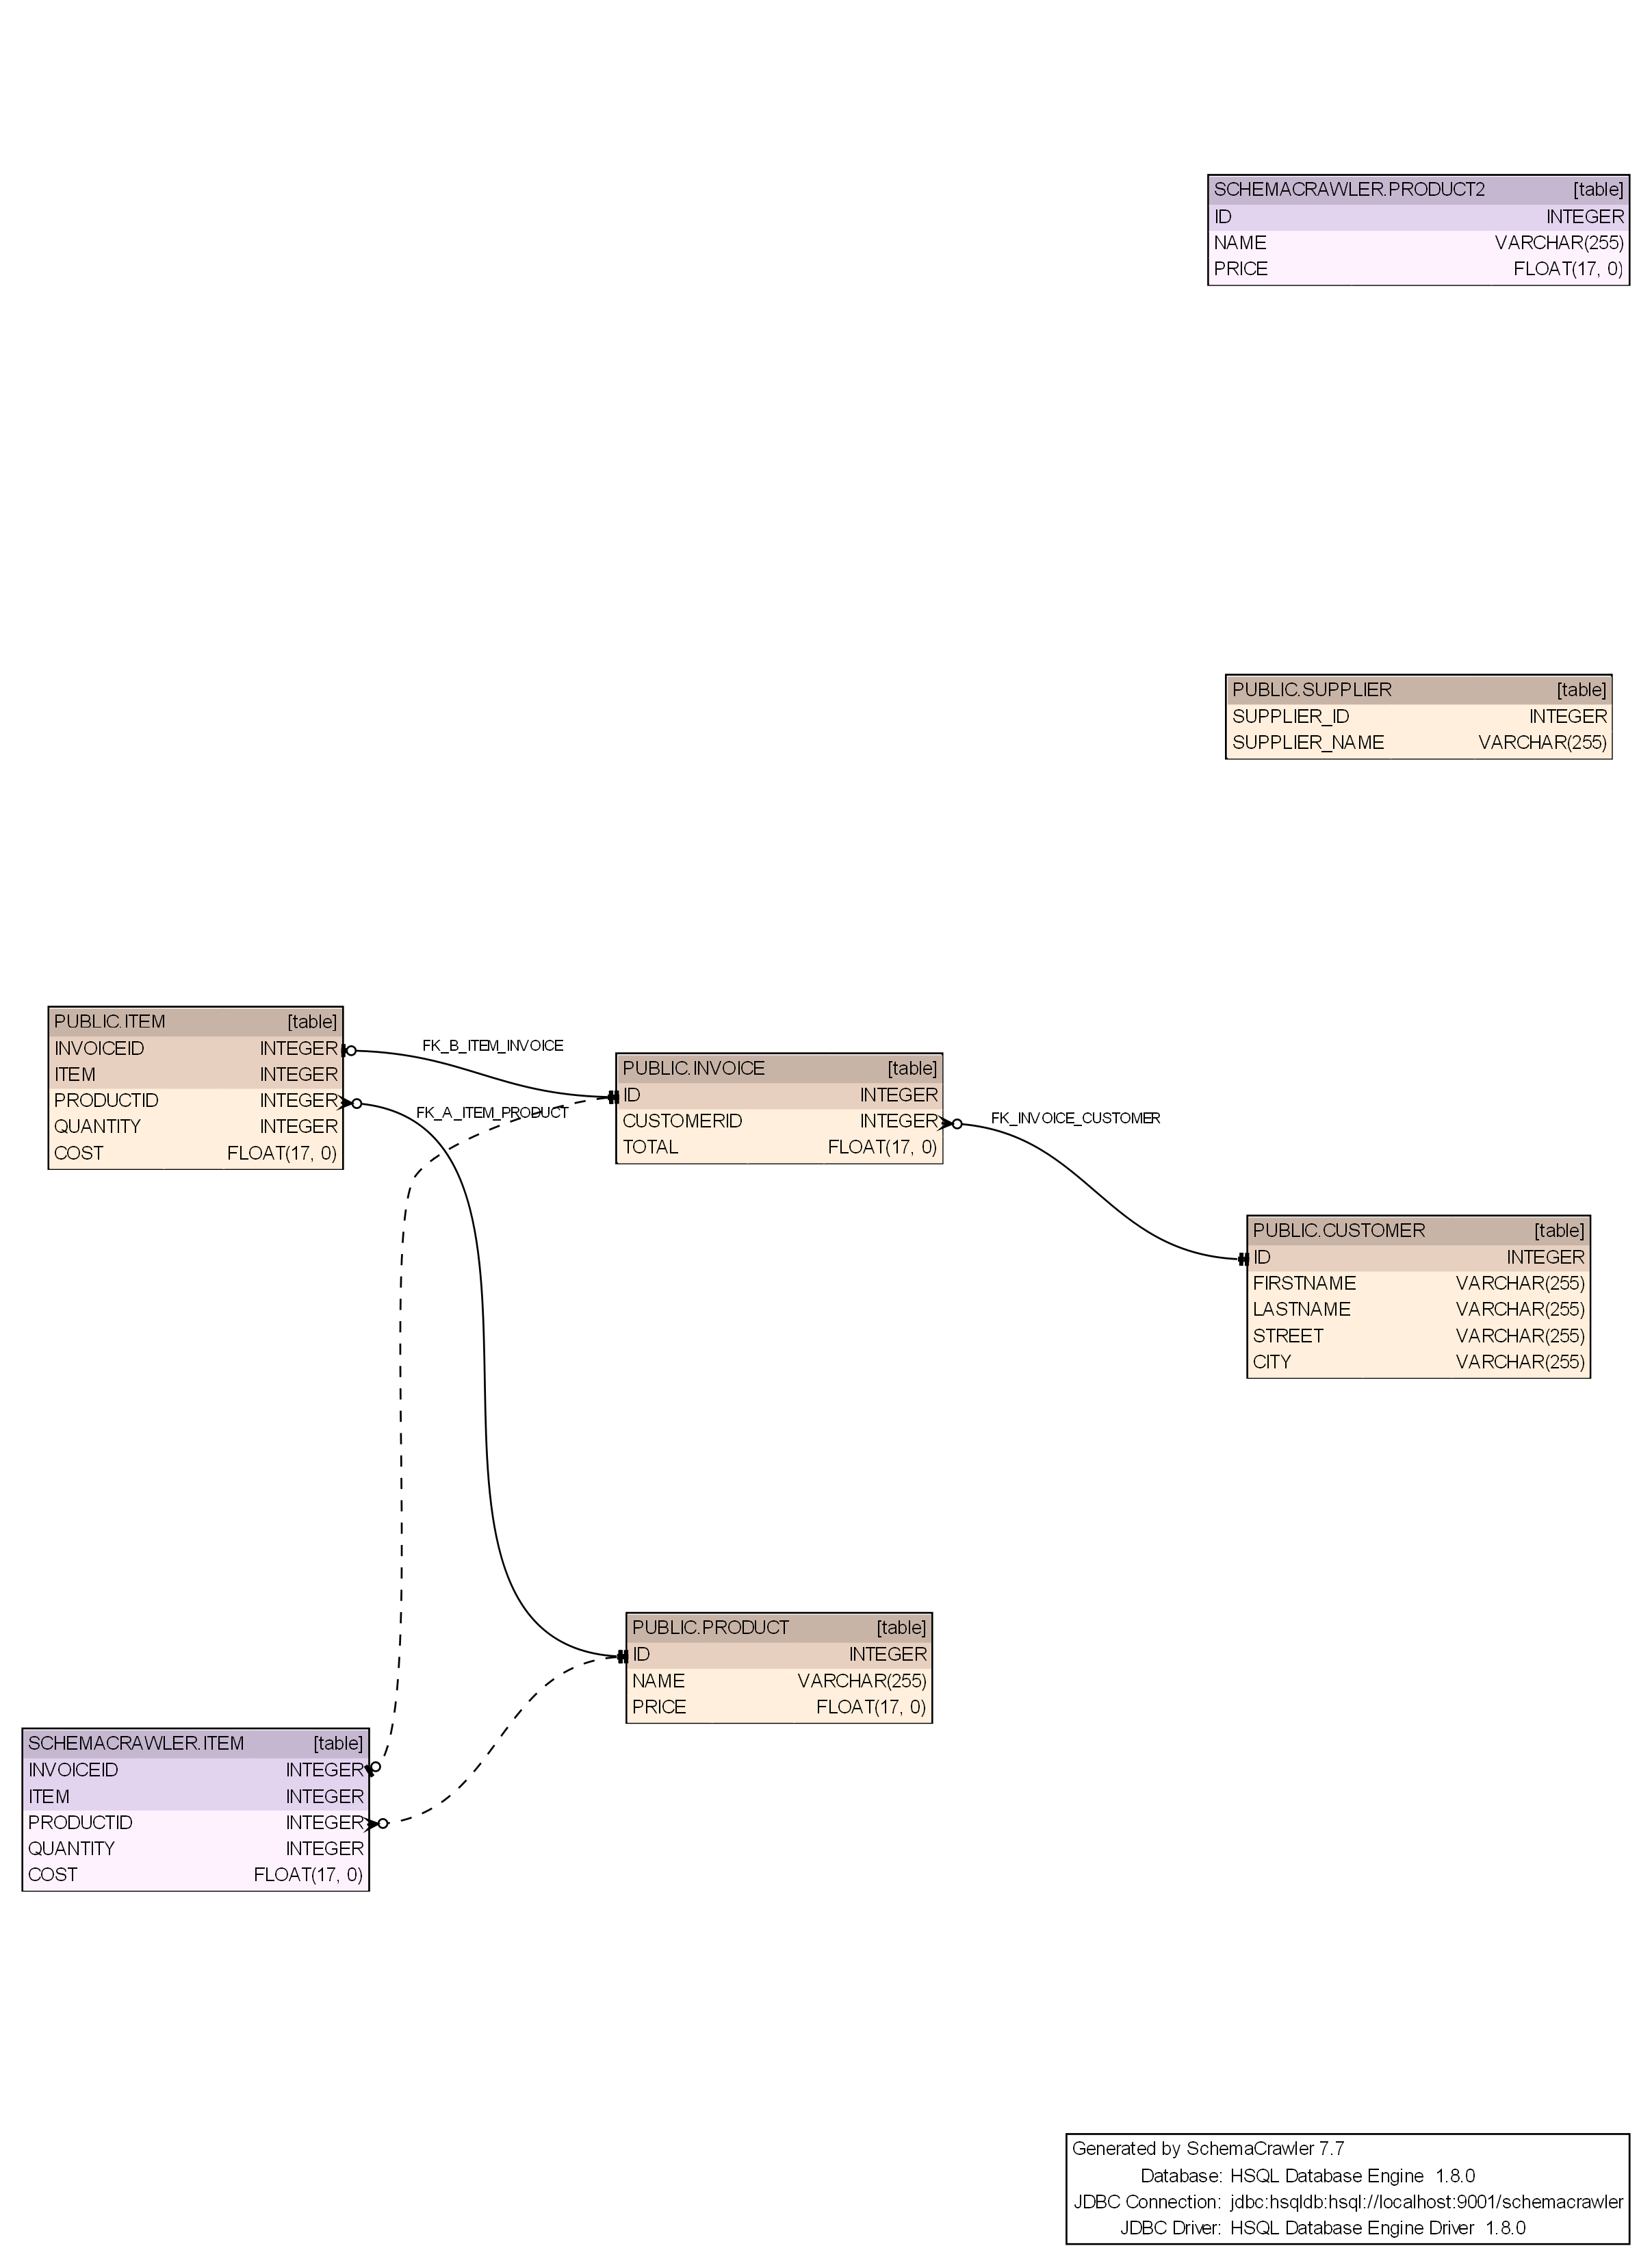 SCHEMACRAWLER.PRODUCT2 [table]
ID INTEGER
NAME VARCHAR(255)
PRICE FLOAT(17, 0)
PUBLIC.SUPPLIER [table]
SUPPLIER_ID INTEGER
SUPPLIER_NAME VARCHAR(255)
PUBLIC.ITEM [table]
INVOICEID INTEGER
ITEM INTEGER
PRODUCTID INTEGER
QUANTITY INTEGER
COST FLOAT(17, 0)
FK_B_ITEM_INVOICE
FK_A_ITEM_PRODUCT
PUBLIC.INVOICE [table]
ID INTEGER
CUSTOMERID INTEGER
TOTAL FLOAT(17, 0)
FK_INVOICE_CUSTOMER
PUBLIC.CUSTOMER [table]
ID INTEGER
FIRSTNAME VARCHAR(255)
LASTNAME VARCHAR(255)
STREET VARCHAR(255)
CITY VARCHAR(255)
PUBLIC.PRODUCT [table]
ID INTEGER
NAME VARCHAR(255)
PRICE FLOAT(17, 0)
SCHEMACRAWLER.ITEM [table]
INVOICEID INTEGER
ITEM INTEGER
PRODUCTID INTEGER
QUANTITY INTEGER
COST FLOAT(17, 0)
Generated by SchemaCrawler 7.7
Database: HSQL Database Engine 1.8.0
JDBC Connection: jdbc:hsqldb:hsql://localhost:9001/schemacrawler
JDBC Driver: HSQL Database Engine Driver 1.8.0